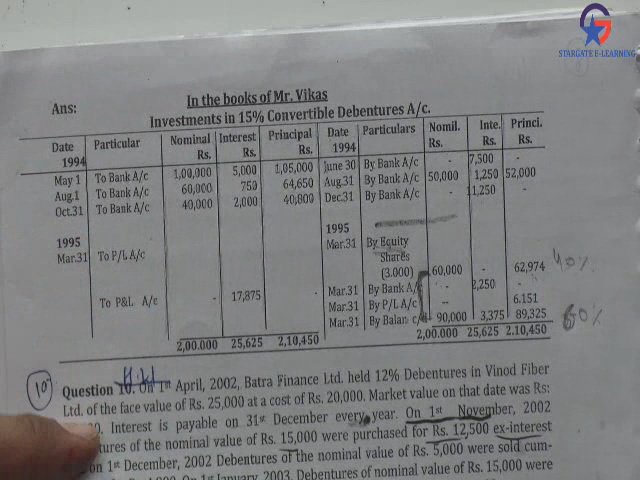 STARGATE E-LEARNING
In the books of Mr. Vikas
Ans:
Investments in 15% Convertible Debentures A/c.
Date Particular Nominal Interest Principal Date Particulars Nomil. Inte. Princi.
1994 Rs. Rs. Rs. 1994 Rs. Rs. Rs.
May 1 To Bank A/c 1,00,000 5,000 1,05,000 June 30 By Bank A/c - 7,500 -
Aug.1 To Bank A/c 60,000 750 64,650 Aug.31 By Bank A/c 50,000 1,250 52,000
Oct.31 To Bank A/c 40,000 2,000 40,800 Dec.31 By Bank A/c - 11,250 -
1995 1995
Mar.31 To P/L A/c Mar.31 By Equity
Shares
(3.000) 60,000 - 62,974 40%
To P&L A/c - 17,875 - Mar.31 By Bank A/ 2,250 -
Mar.31 By P/L A/c -- 6.151
Mar.31 By Balan c/ 90,000 3,375 89,325 60%
2,00.000 25,625 2,10,450 2,00.000 25,625 2.10,450
10
Question 10. On 1st April, 2002, Batra Finance Ltd. held 12% Debentures in Vinod Fiber
Ltd. of the face value of Rs. 25,000 at a cost of Rs. 20,000. Market value on that date was Rs:
Interest is payable on 31st December every year. On 1st November, 2002
tures of the nominal value of Rs. 15,000 were purchased for Rs. 12,500 ex-interest
on 1st December, 2002 Debentures of the nominal value of Rs. 5,000 were sold cum-
On 1st January, 2003, Debentures of nominal value of Rs. 15,000 were